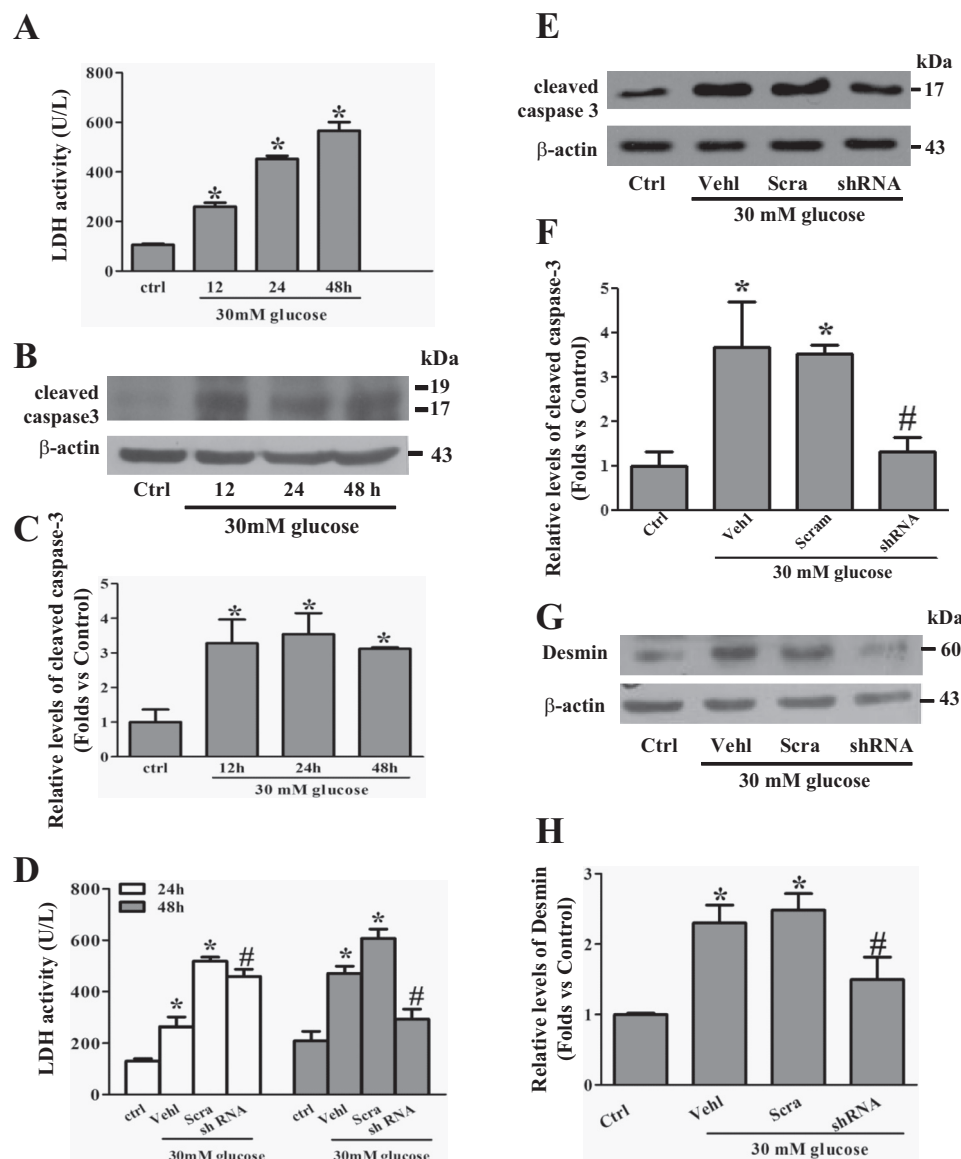 A
LDH activity (U/L)
800
600
400
200
0
*
*
*
ctrl
12
24
48h
30mM glucose
B
kDa
cleaved
caspase3
19
17
β-actin
43
Ctrl
12
24
48 h
30mM glucose
C
Relative levels of cleaved caspase-3
(Folds vs Control)
5
4
3
2
1
0
*
*
*
ctrl
12h
24h
48h
30 mM glucose
D
24h
48h
LDH activity (U/L)
800
600
400
200
0
*
*
#
*
*
#
ctrl
Vehl
Scra
sh RNA
ctrl
Vehl
Scra
sh RNA
30mM glucose
30mM glucose
E
kDa
cleaved
caspase 3
17
β-actin
43
Ctrl
Vehl
Scra
shRNA
30 mM glucose
F
Relative levels of cleaved caspase-3
(Folds vs Control)
5
4
3
2
1
0
*
*
#
Ctrl
Vehl
Scram
shRNA
30 mM glucose
G
kDa
Desmin
60
β-actin
43
Ctrl
Vehl
Scra
shRNA
30 mM glucose
H
Relative levels of Desmin
(Folds vs Control)
3
2
1
0
*
*
#
Ctrl
Vehl
Scra
shRNA
30 mM glucose